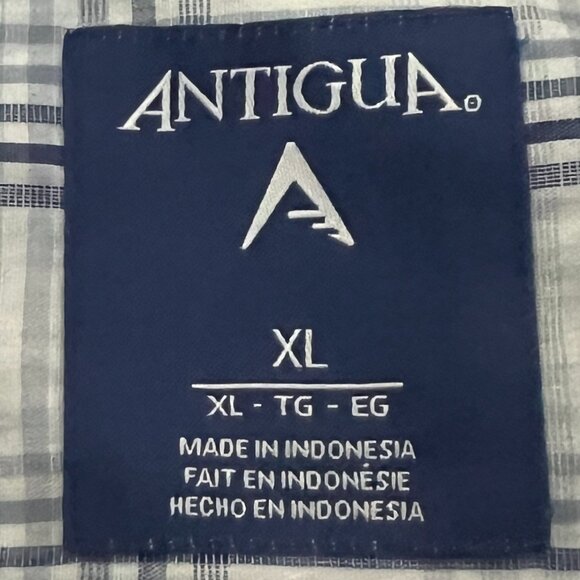 ANTIGUA®
XL
XL - TG - EG
MADE IN INDONESIA
FAIT EN INDONÉSIE
HECHO EN INDONESIA